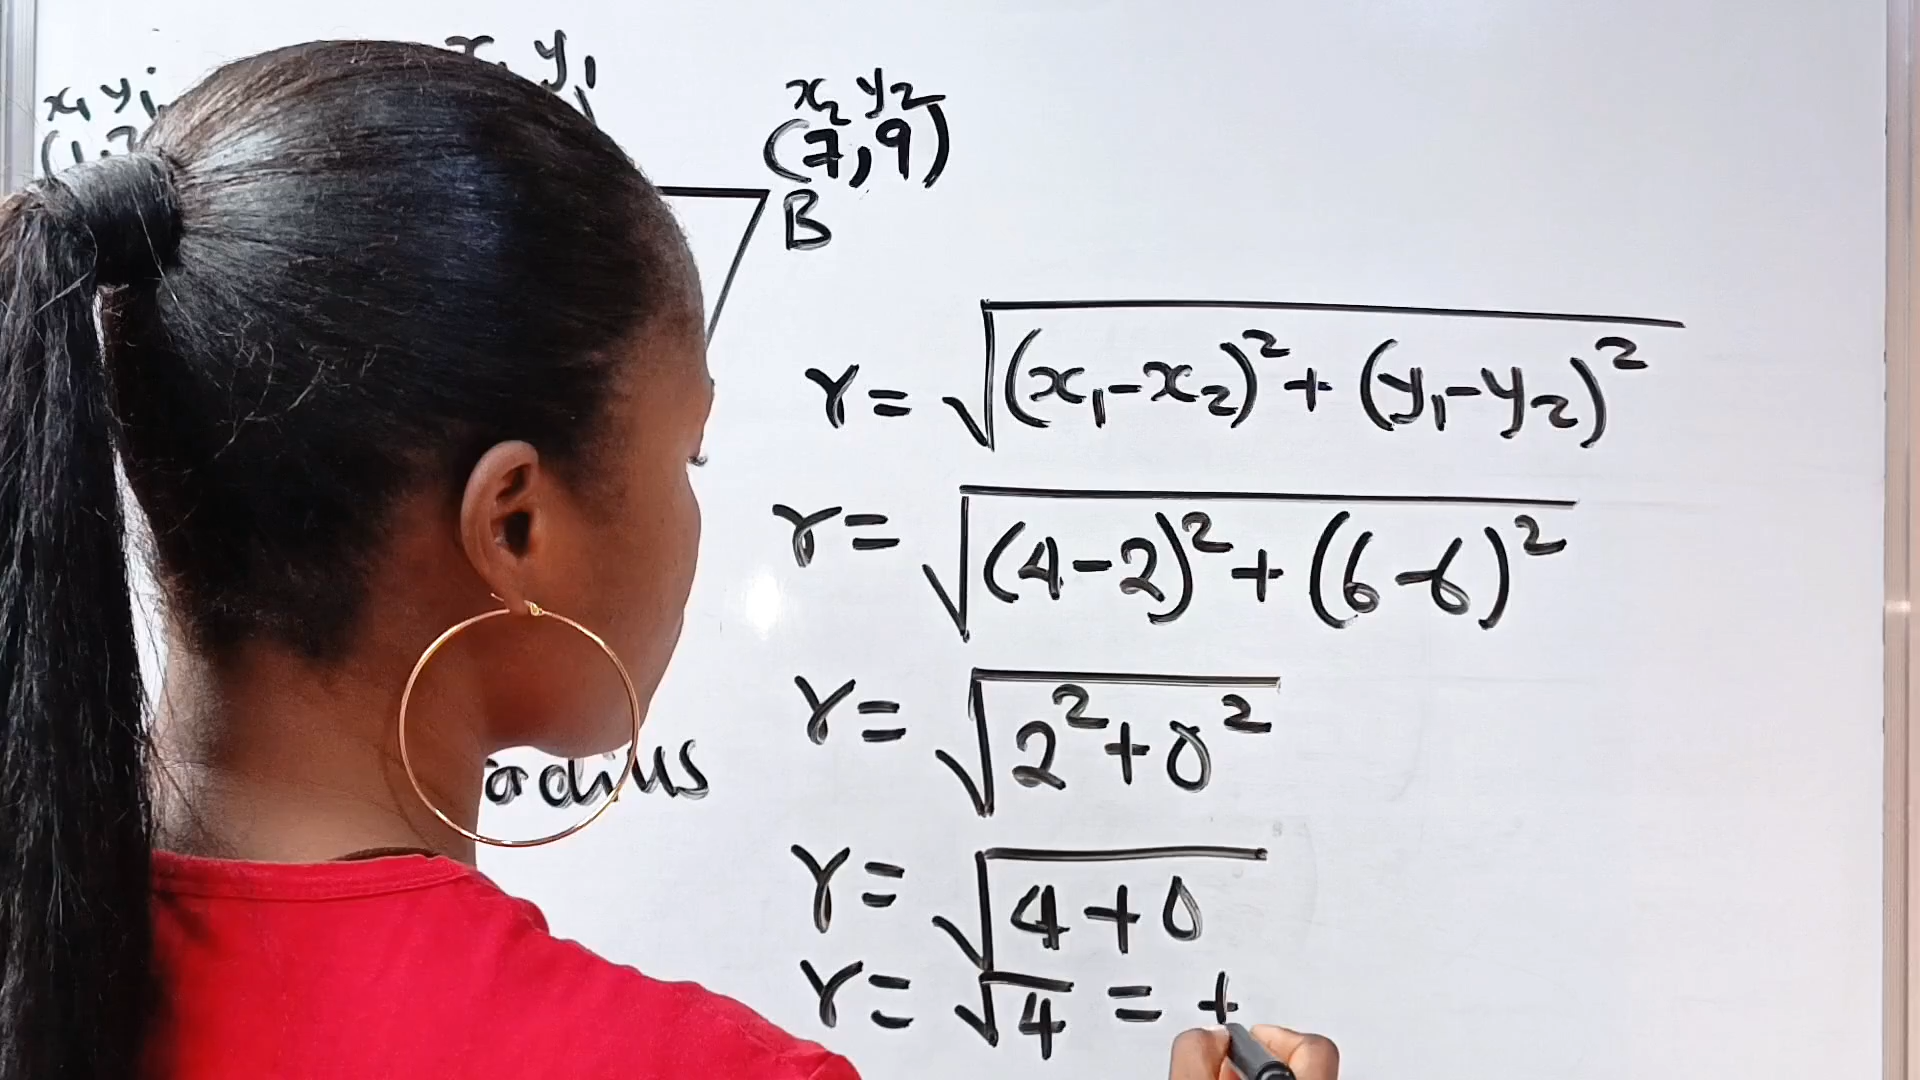 x₁ y₁
y₁
x₂ y₂
(7,9)
B
r = √((x₁-x₂)² + (y₁-y₂)²)
r = √((4-2)² + (6-6)²)
r = √(2²+0²)
adius
r = √(4+0)
r = √4 = +